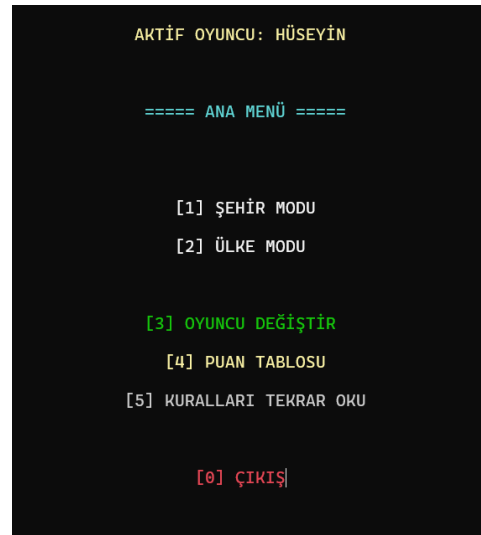 AKTİF OYUNCU: HÜSEYİN
===== ANA MENÜ =====
[1] ŞEHİR MODU
[2] ÜLKE MODU
[3] OYUNCU DEĞİŞTİR
[4] PUAN TABLOSU
[5] KURALLARI TEKRAR OKU
[0] ÇIKIŞ